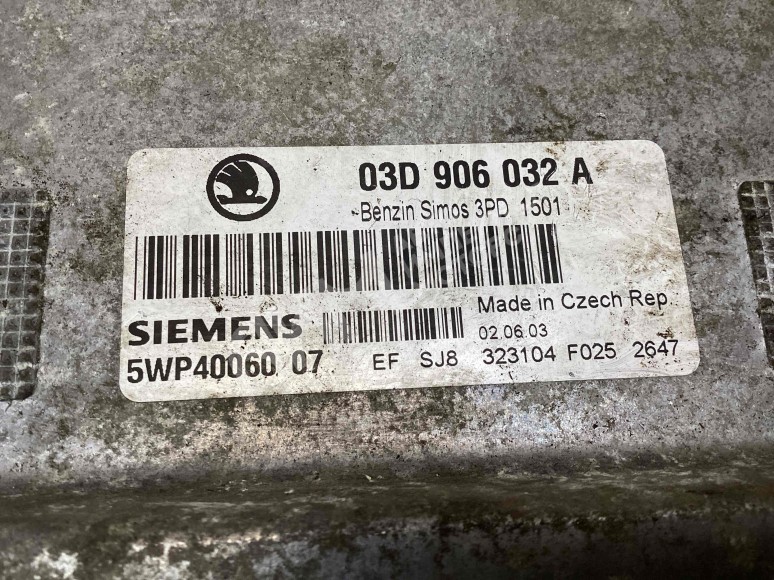 03D 906 032 A
Benzin Simos 3PD 1501
Made in Czech Rep.
SIEMENS
02.06.03
5WP40060 07 EF SJ8 323104 F025 2647